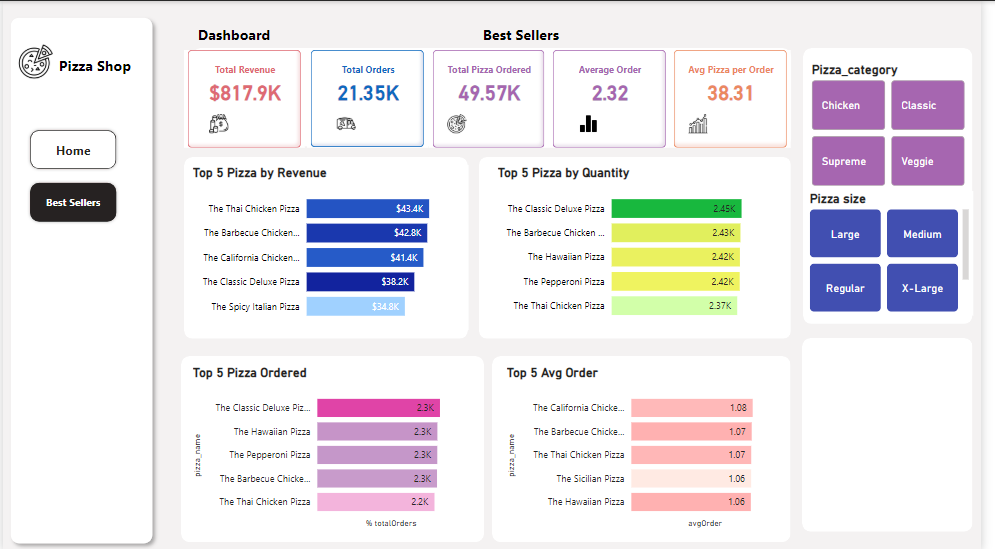 Pizza Shop
Home
Best Sellers
Dashboard
Best Sellers
Total Revenue
$817.9K
Total Orders
21.35K
Total Pizza Ordered
49.57K
Average Order
2.32
Avg Pizza per Order
38.31
Top 5 Pizza by Revenue
The Thai Chicken Pizza $43.4K
The Barbecue Chicken... $42.8K
The California Chicken... $41.4K
The Classic Deluxe Pizza $38.2K
The Spicy Italian Pizza $34.8K
Top 5 Pizza by Quantity
The Classic Deluxe Pizza 2.45K
The Barbecue Chicken ... 2.43K
The Hawaiian Pizza 2.42K
The Pepperoni Pizza 2.42K
The Thai Chicken Pizza 2.37K
Top 5 Pizza Ordered
pizza_name
The Classic Deluxe Piz... 2.3K
The Hawaiian Pizza 2.3K
The Pepperoni Pizza 2.3K
The Barbecue Chicke... 2.3K
The Thai Chicken Pizza 2.2K
% totalOrders
Top 5 Avg Order
pizza_name
The California Chicke... 1.08
The Barbecue Chicke... 1.07
The Thai Chicken Pizza 1.07
The Sicilian Pizza 1.06
The Hawaiian Pizza 1.06
avgOrder
Pizza_category
Chicken
Classic
Supreme
Veggie
Pizza size
Large
Medium
Regular
X-Large